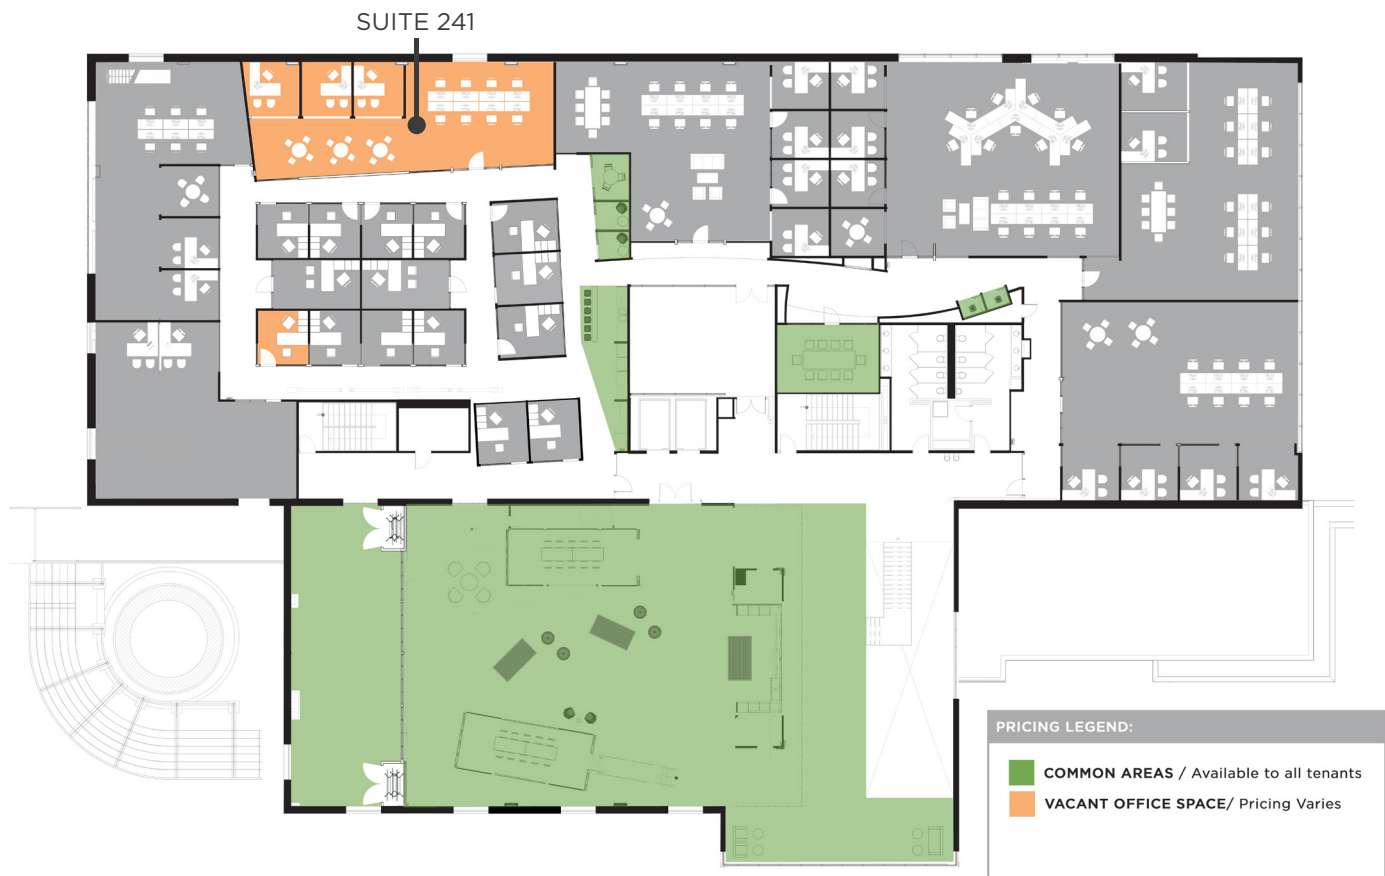 SUITE 241
PRICING LEGEND:
COMMON AREAS / Available to all tenants
VACANT OFFICE SPACE/ Pricing Varies